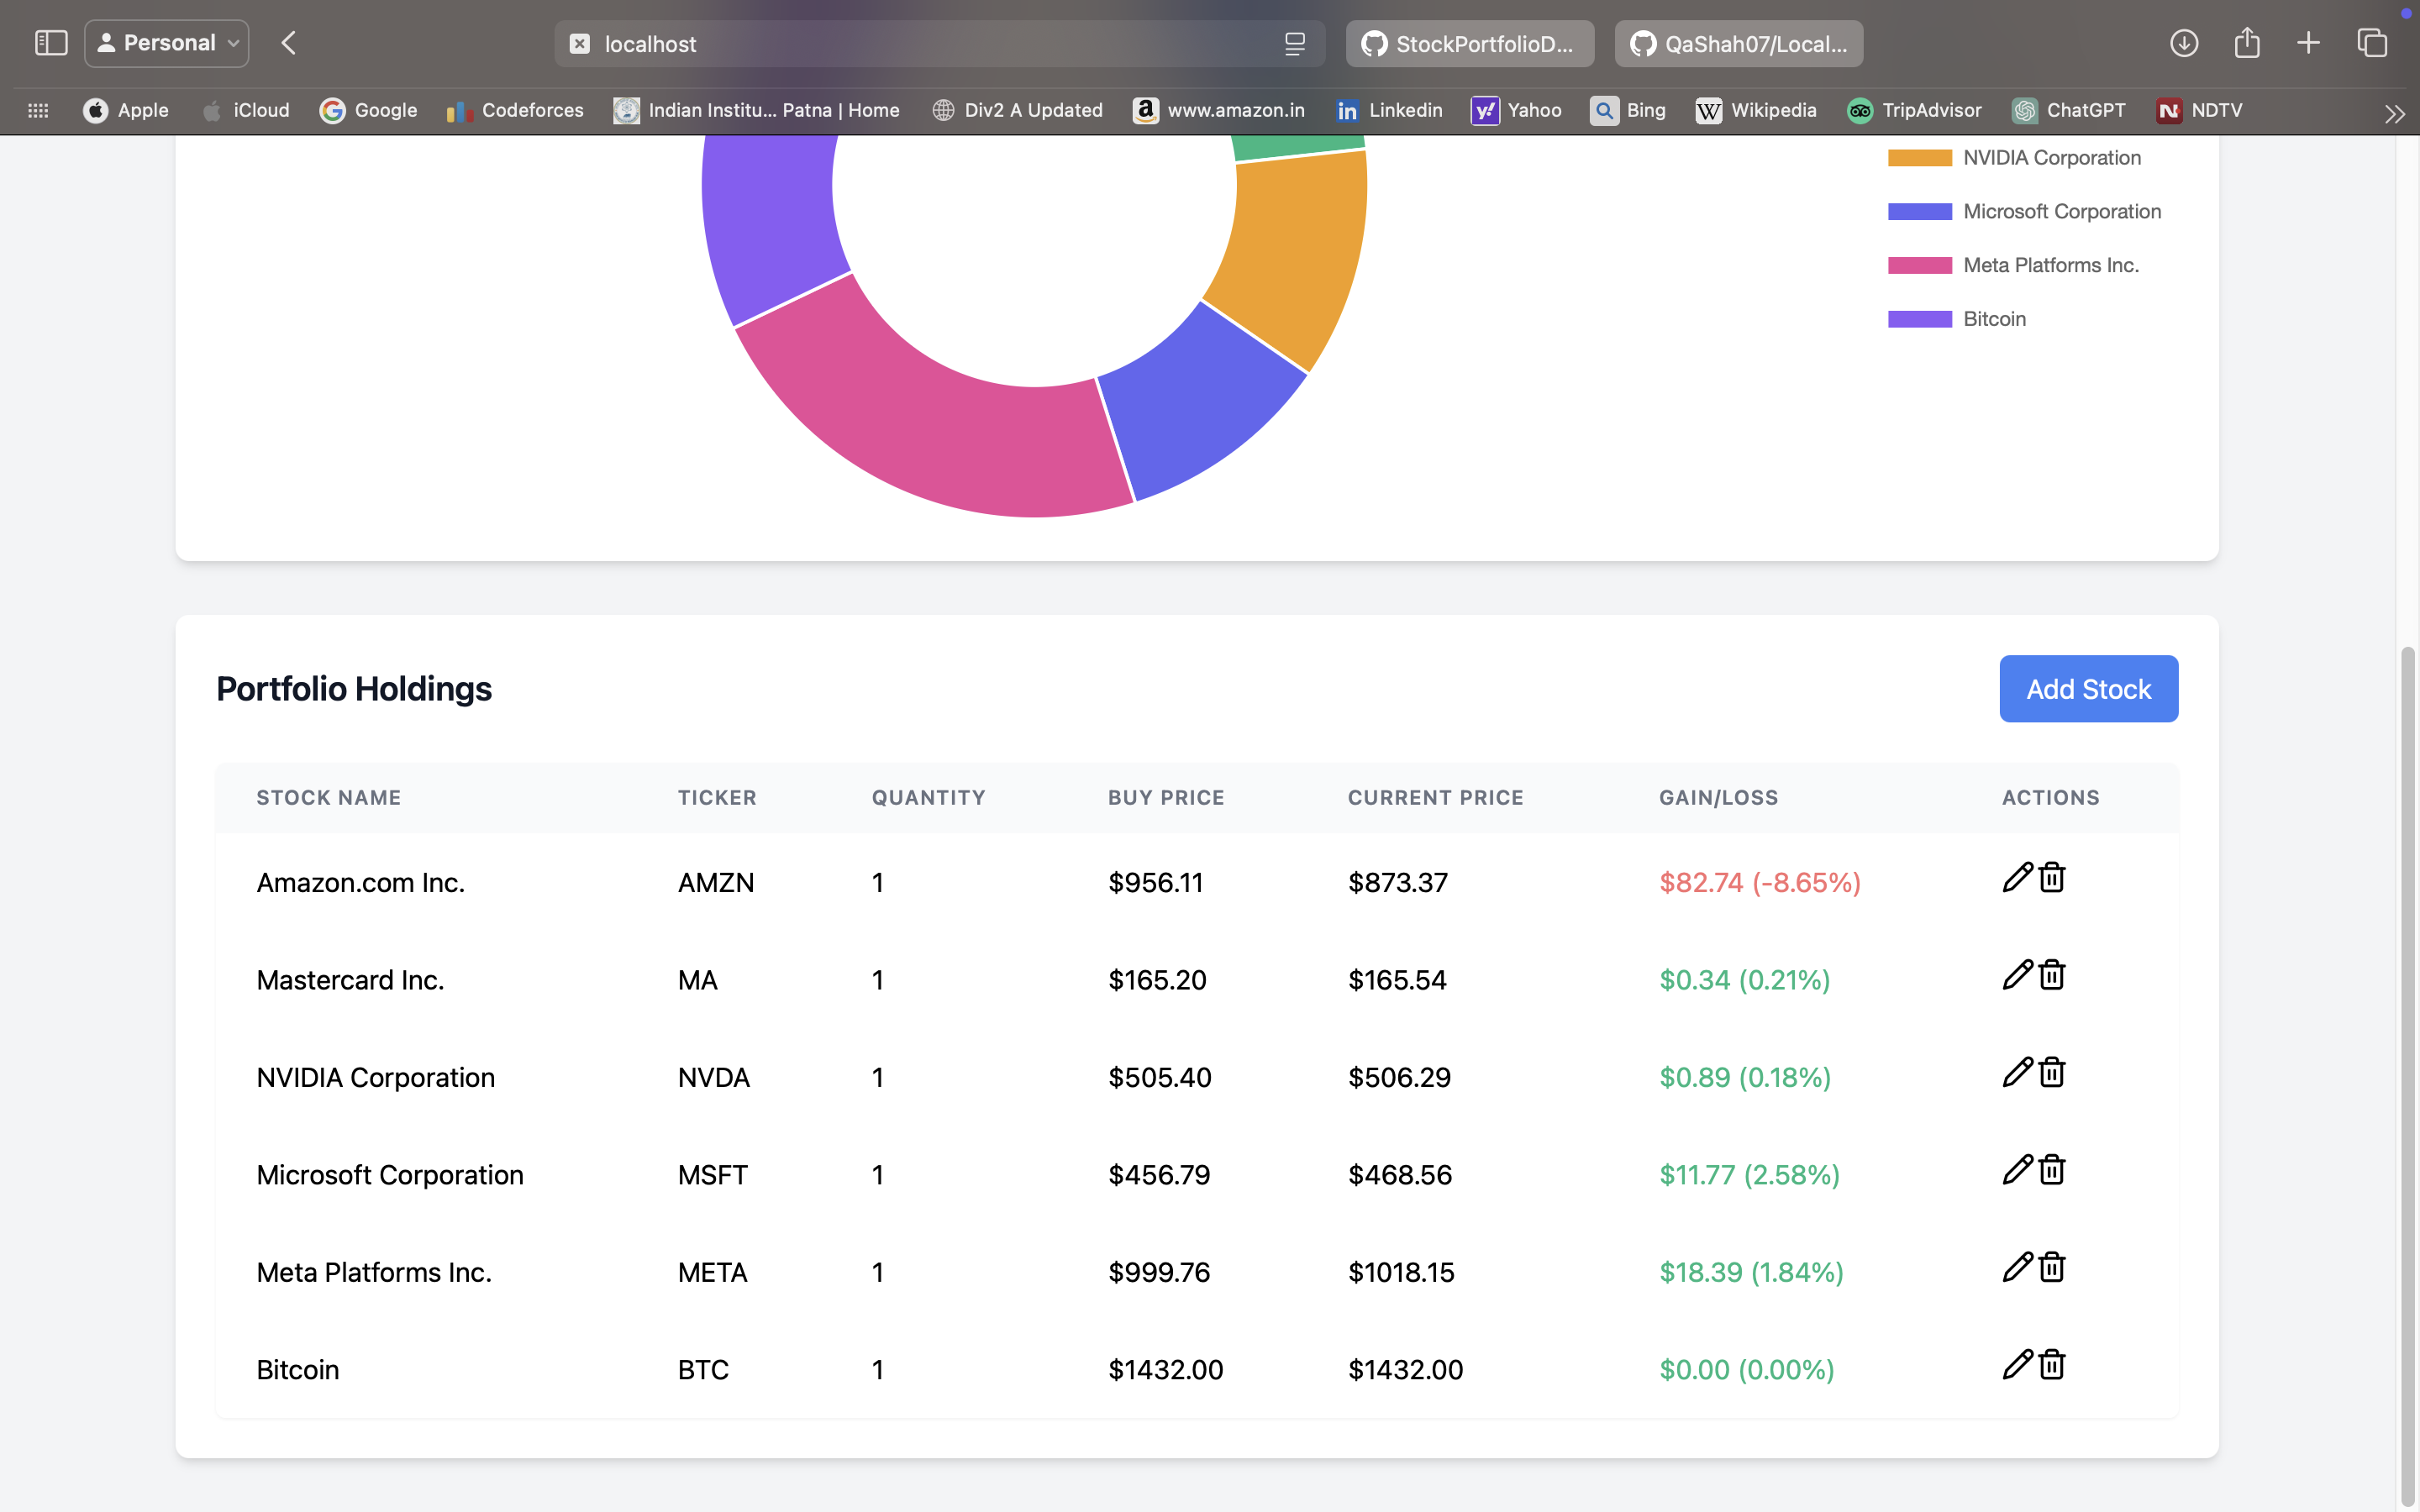 Personal
localhost
StockPortfolioD...
QaShah07/Local...
Apple
iCloud
Google
Codeforces
Indian Institu... Patna | Home
Div2 A Updated
www.amazon.in
Linkedin
Yahoo
Bing
Wikipedia
TripAdvisor
ChatGPT
NDTV
NVIDIA Corporation
Microsoft Corporation
Meta Platforms Inc.
Bitcoin
Portfolio Holdings
Add Stock
STOCK NAME TICKER QUANTITY BUY PRICE CURRENT PRICE GAIN/LOSS ACTIONS
Amazon.com Inc. AMZN 1 $956.11 $873.37 $82.74 (-8.65%)
Mastercard Inc. MA 1 $165.20 $165.54 $0.34 (0.21%)
NVIDIA Corporation NVDA 1 $505.40 $506.29 $0.89 (0.18%)
Microsoft Corporation MSFT 1 $456.79 $468.56 $11.77 (2.58%)
Meta Platforms Inc. META 1 $999.76 $1018.15 $18.39 (1.84%)
Bitcoin BTC 1 $1432.00 $1432.00 $0.00 (0.00%)